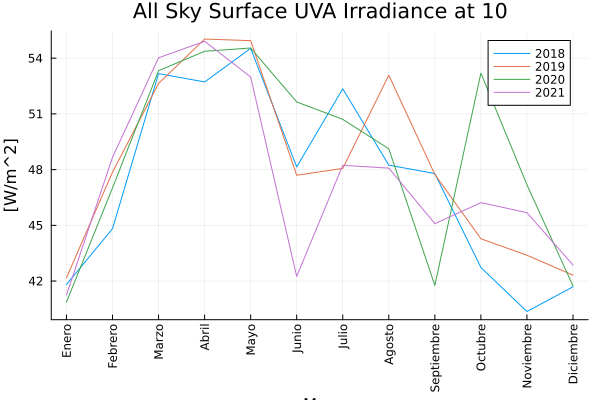 All Sky Surface UVA Irradiance at 10
[W/m^2]
54
51
48
45
42
2018
2019
2020
2021
Enero
Febrero
Marzo
Abril
Mayo
Junio
Julio
Agosto
Septiembre
Octubre
Noviembre
Diciembre